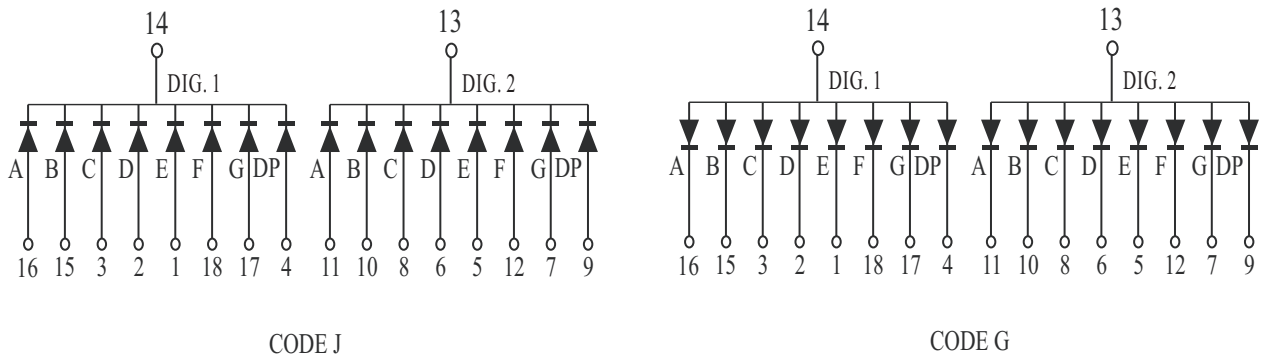 14 13 14 13
DIG. 1 DIG. 2 DIG. 1 DIG. 2
A B C D E F G DP A B C D E F G DP A B C D E F G DP A B C D E F G DP
16 15 3 2 1 18 17 4 11 10 8 6 5 12 7 9 16 15 3 2 1 18 17 4 11 10 8 6 5 12 7 9
CODE J CODE G